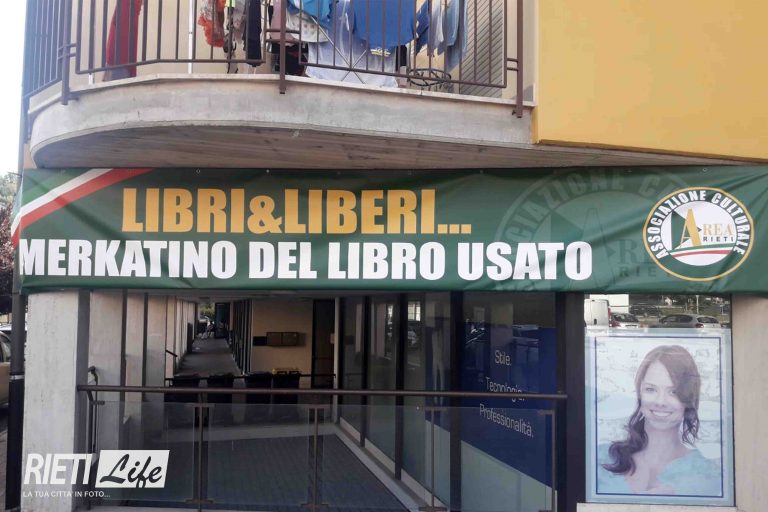 LIBRI&LIBERI...
MERKATINO DEL LIBRO USATO
ASSOCIAZIONE CULTURALE
AREA
RIETI
Stile.
Tecnologia.
Professionalità.
RIETI Life
LA TUA CITTA' IN FOTO...